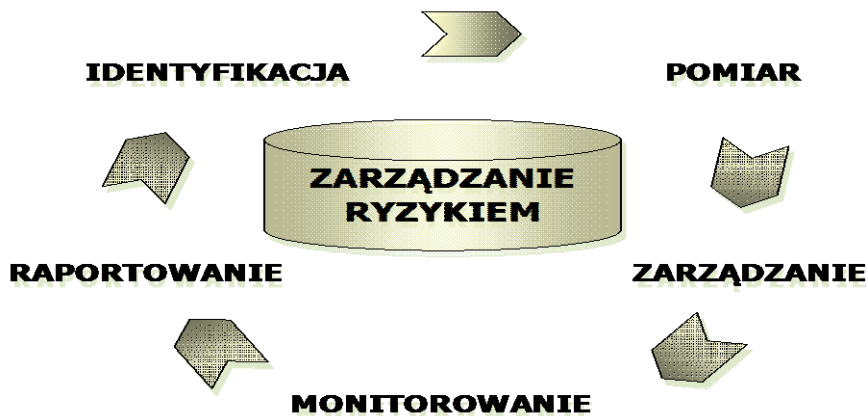 IDENTYFIKACJA
POMIAR
ZARZĄDZANIE
RYZYKIEM
RAPORTOWANIE
ZARZĄDZANIE
MONITOROWANIE